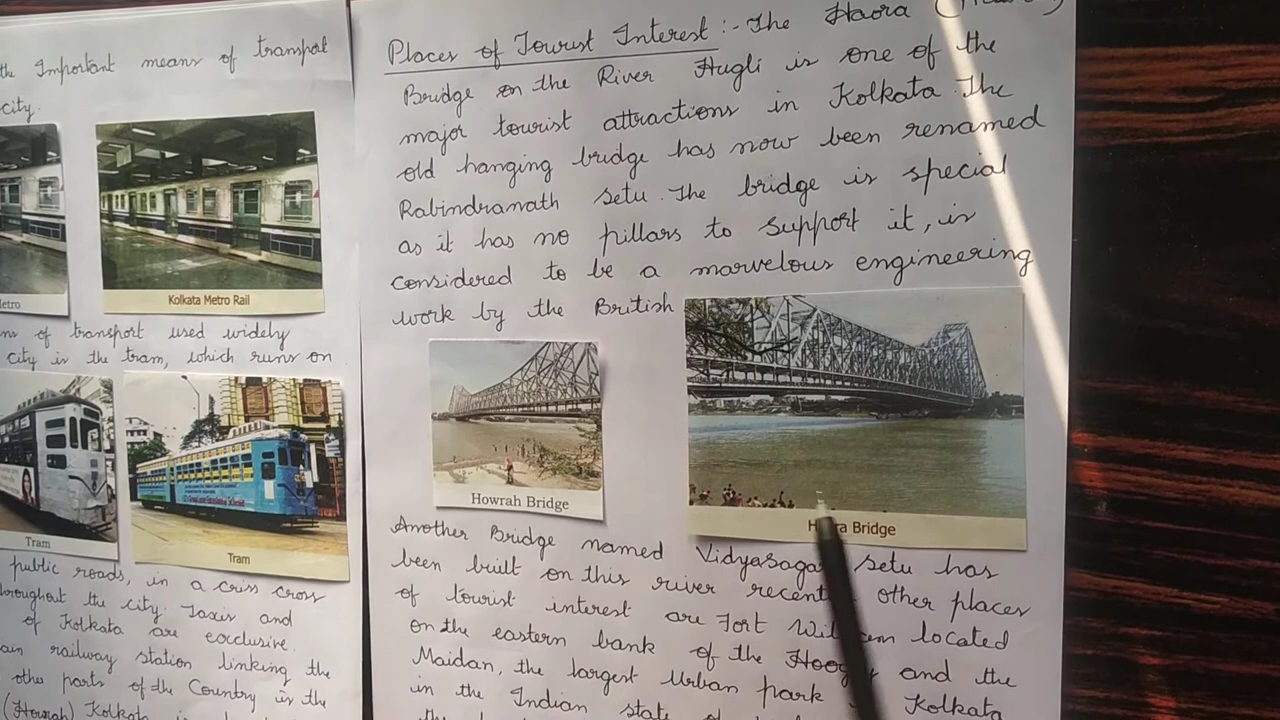 the Important means of transport
city.
etro
Kolkata Metro Rail
of transport used widely
city is the tram, which runs on
Tram
Tram
public roads, in a criss cross
throughout the city. Taxis and
of Kolkata are exclusive.
railway station linking the
other parts of the Country is the
(Howrah) Kolkata
Places of Tourist Interest :- The Haora
Bridge on the River Hugli is one of the
major tourist attractions in Kolkata. The
old hanging bridge has now been renamed
Rabindranath setu. The bridge is special
as it has no pillars to support it, is
considered to be a marvelous engineering
work by the British
Howrah Bridge
Bridge
Another Bridge named Vidyasagar setu has
been built on this river other places
of tourist interest are Fort located
on the eastern bank of the and the
Maidan, the largest Urban park Kolkata
in the Indian state